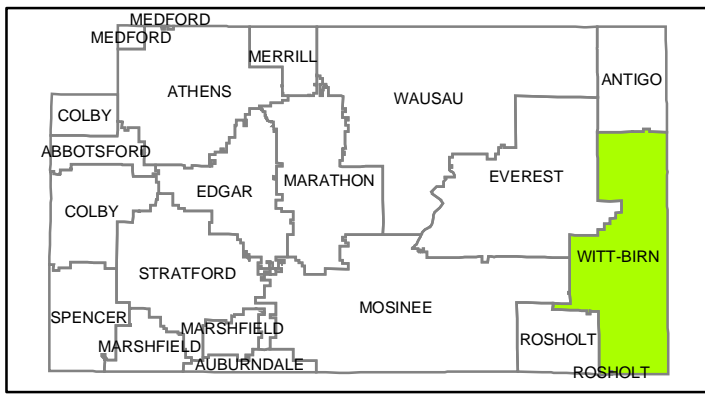 MEDFORD
MEDFORD
MERRILL
ANTIGO
ATHENS
WAUSAU
COLBY
ABBOTSFORD
EVEREST
MARATHON
EDGAR
COLBY
WITT-BIRN
STRATFORD
MOSINEE
SPENCER
MARSHFIELD
ROSHOLT
MARSHFIELD
AUBURNDALE
ROSHOLT